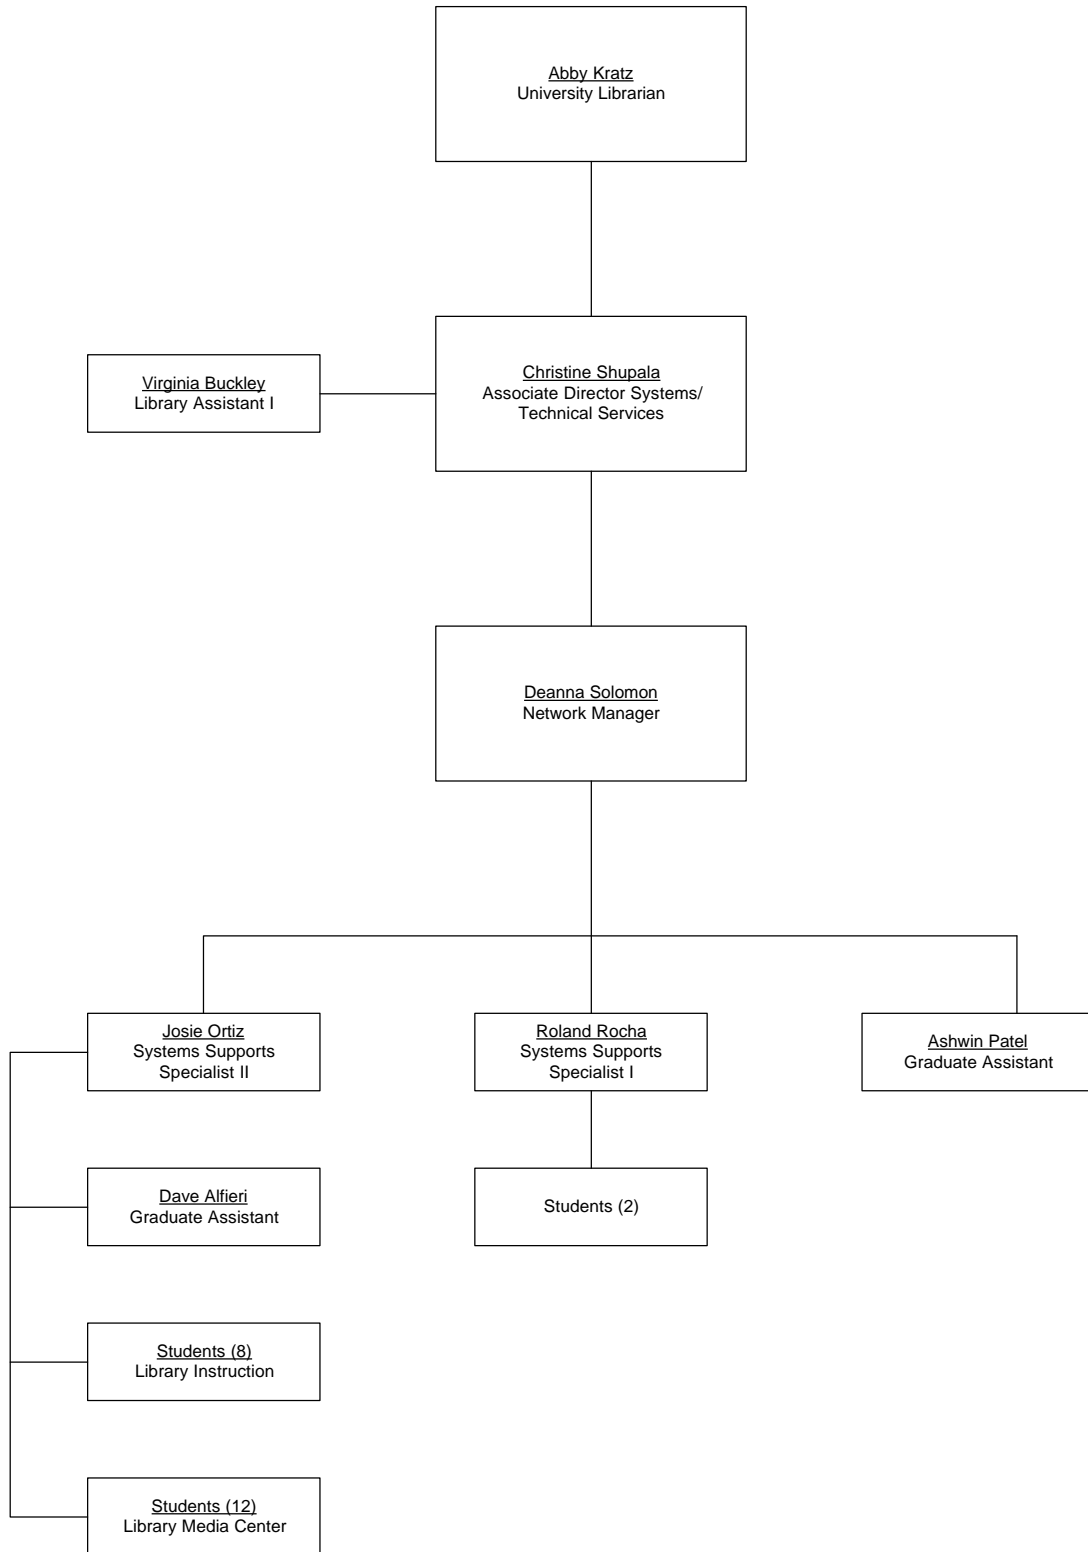 Abby Kratz
University Librarian
Virginia Buckley
Library Assistant I
Christine Shupala
Associate Director Systems/
Technical Services
Deanna Solomon
Network Manager
Josie Ortiz
Systems Supports
Specialist II
Roland Rocha
Systems Supports
Specialist I
Ashwin Patel
Graduate Assistant
Dave Alfieri
Graduate Assistant
Students (2)
Students (8)
Library Instruction
Students (12)
Library Media Center